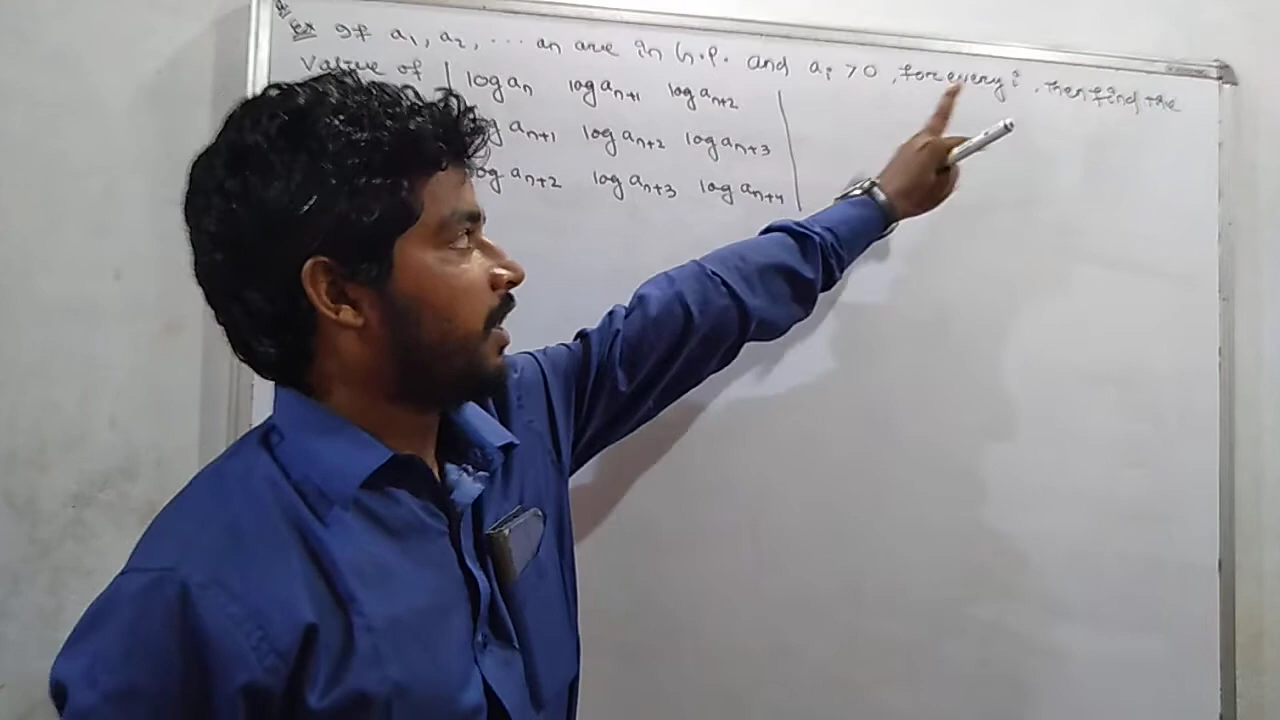 Ex If a₁, a₂, ... an are in G.P. and aᵢ > 0, for every i, then find the
value of | log an log an+1 log an+2 |
g an+1 log an+2 log an+3
log an+2 log an+3 log an+4